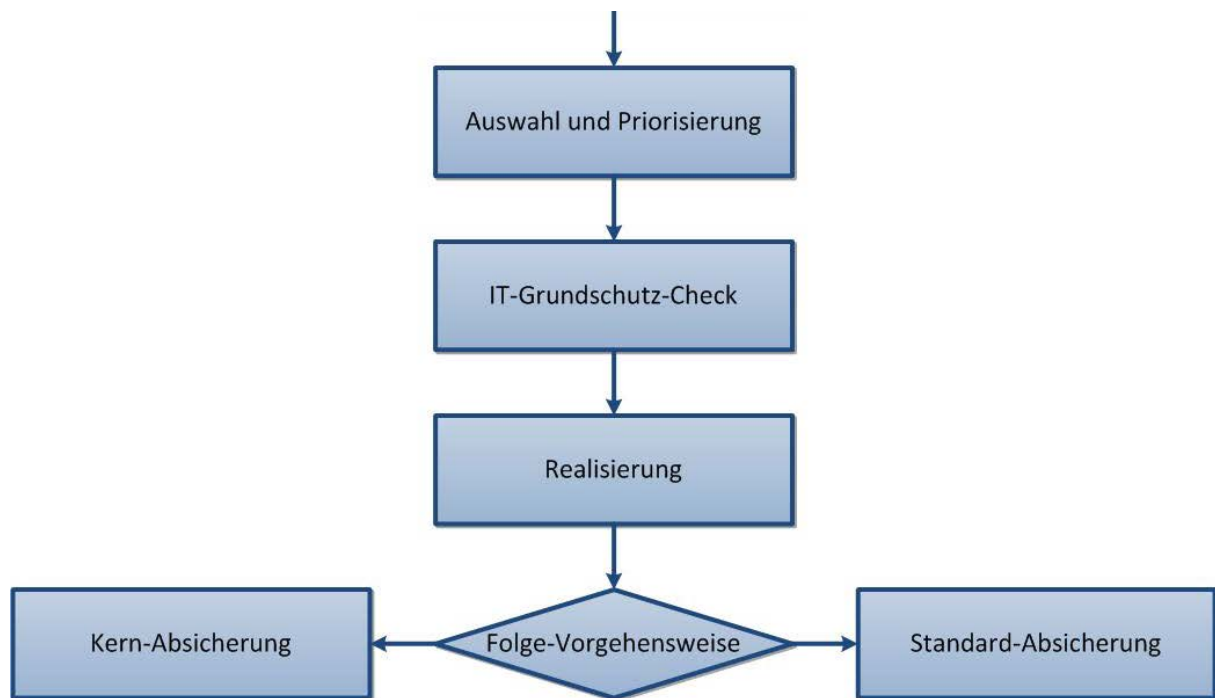 Auswahl und Priorisierung
IT-Grundschutz-Check
Realisierung
Kern-Absicherung
Folge-Vorgehensweise
Standard-Absicherung